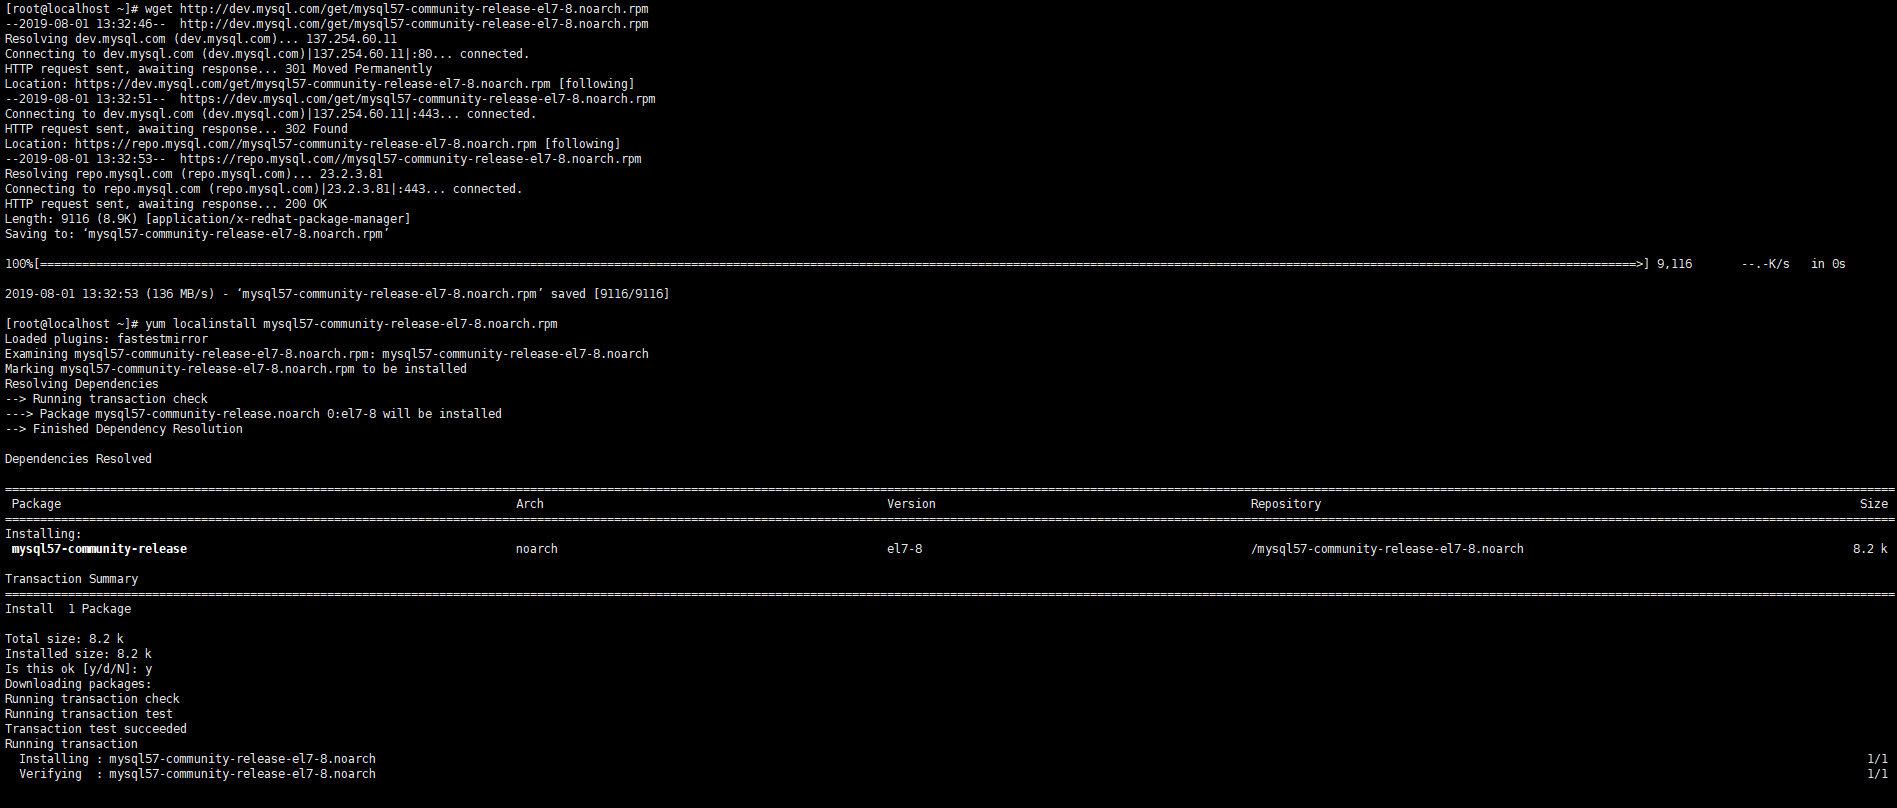 [root@localhost ~]# wget http://dev.mysql.com/get/mysql57-community-release-el7-8.noarch.rpm
--2019-08-01 13:32:46--  http://dev.mysql.com/get/mysql57-community-release-el7-8.noarch.rpm
Resolving dev.mysql.com (dev.mysql.com)... 137.254.60.11
Connecting to dev.mysql.com (dev.mysql.com)|137.254.60.11|:80... connected.
HTTP request sent, awaiting response... 301 Moved Permanently
Location: https://dev.mysql.com/get/mysql57-community-release-el7-8.noarch.rpm [following]
--2019-08-01 13:32:51--  https://dev.mysql.com/get/mysql57-community-release-el7-8.noarch.rpm
Connecting to dev.mysql.com (dev.mysql.com)|137.254.60.11|:443... connected.
HTTP request sent, awaiting response... 302 Found
Location: https://repo.mysql.com//mysql57-community-release-el7-8.noarch.rpm [following]
--2019-08-01 13:32:53--  https://repo.mysql.com//mysql57-community-release-el7-8.noarch.rpm
Resolving repo.mysql.com (repo.mysql.com)... 23.2.3.81
Connecting to repo.mysql.com (repo.mysql.com)|23.2.3.81|:443... connected.
HTTP request sent, awaiting response... 200 OK
Length: 9116 (8.9K) [application/x-redhat-package-manager]
Saving to: ‘mysql57-community-release-el7-8.noarch.rpm’
100%[=====================================>] 9,116       --.-K/s   in 0s
2019-08-01 13:32:53 (136 MB/s) - ‘mysql57-community-release-el7-8.noarch.rpm’ saved [9116/9116]
[root@localhost ~]# yum localinstall mysql57-community-release-el7-8.noarch.rpm
Loaded plugins: fastestmirror
Examining mysql57-community-release-el7-8.noarch.rpm: mysql57-community-release-el7-8.noarch
Marking mysql57-community-release-el7-8.noarch.rpm to be installed
Resolving Dependencies
--> Running transaction check
---> Package mysql57-community-release.noarch 0:el7-8 will be installed
--> Finished Dependency Resolution
Dependencies Resolved
Package Arch Version Repository Size
Installing:
mysql57-community-release noarch el7-8 /mysql57-community-release-el7-8.noarch 8.2 k
Transaction Summary
Install  1 Package
Total size: 8.2 k
Installed size: 8.2 k
Is this ok [y/d/N]: y
Downloading packages:
Running transaction check
Running transaction test
Transaction test succeeded
Running transaction
Installing : mysql57-community-release-el7-8.noarch 1/1
Verifying  : mysql57-community-release-el7-8.noarch 1/1